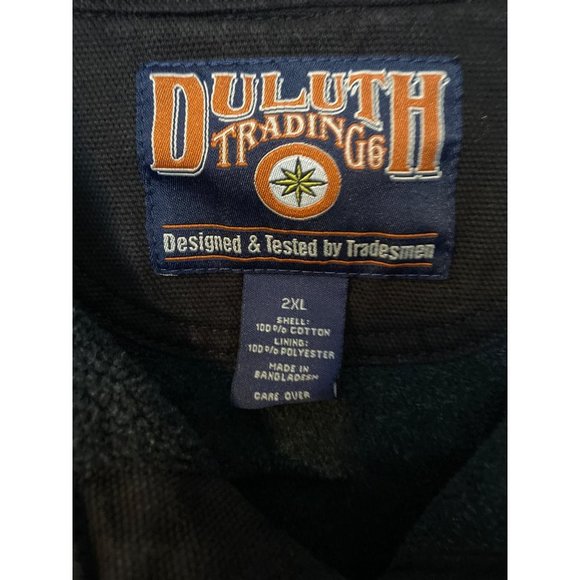 DULUTH
TRADING Co
Designed & Tested by Tradesmen
2XL
SHELL:
100% COTTON
LINING:
100% POLYESTER
MADE IN
BANGLADESH
CARE OVER